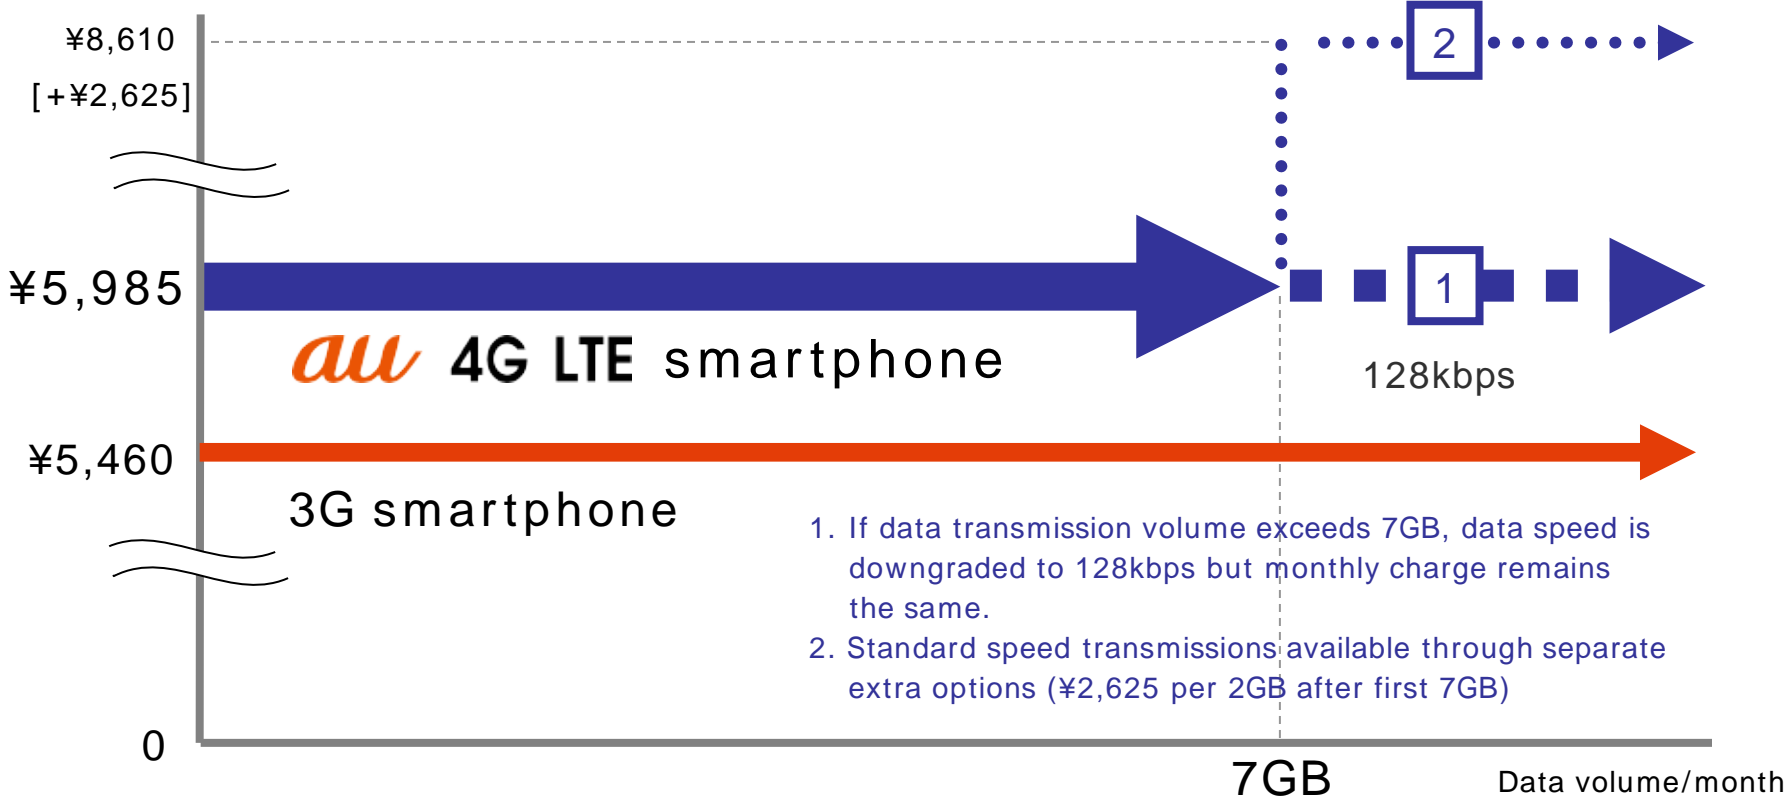 ¥8,610
[+¥2,625]
2
¥5,985
1
au 4G LTE smartphone
128kbps
¥5,460
3G smartphone
1. If data transmission volume exceeds 7GB, data speed is
downgraded to 128kbps but monthly charge remains
the same.
2. Standard speed transmissions available through separate
extra options (¥2,625 per 2GB after first 7GB)
0
7GB
Data volume/month